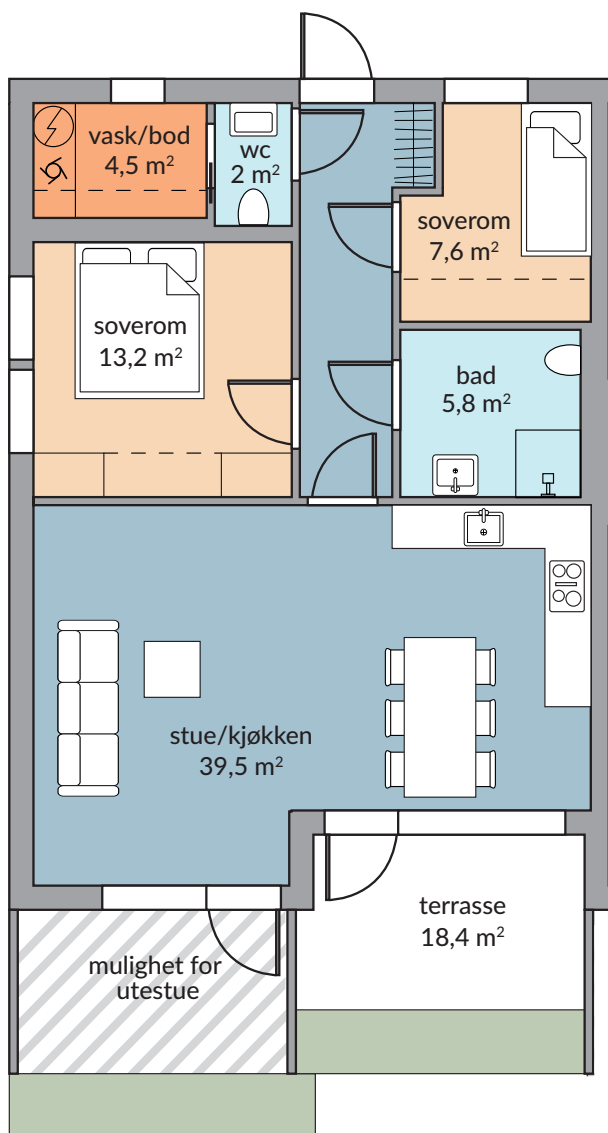 vask/bod
4,5 m²
wc
2 m²
soverom
7,6 m²
soverom
13,2 m²
bad
5,8 m²
stue/kjøkken
39,5 m²
terrasse
18,4 m²
mulighet for
utestue